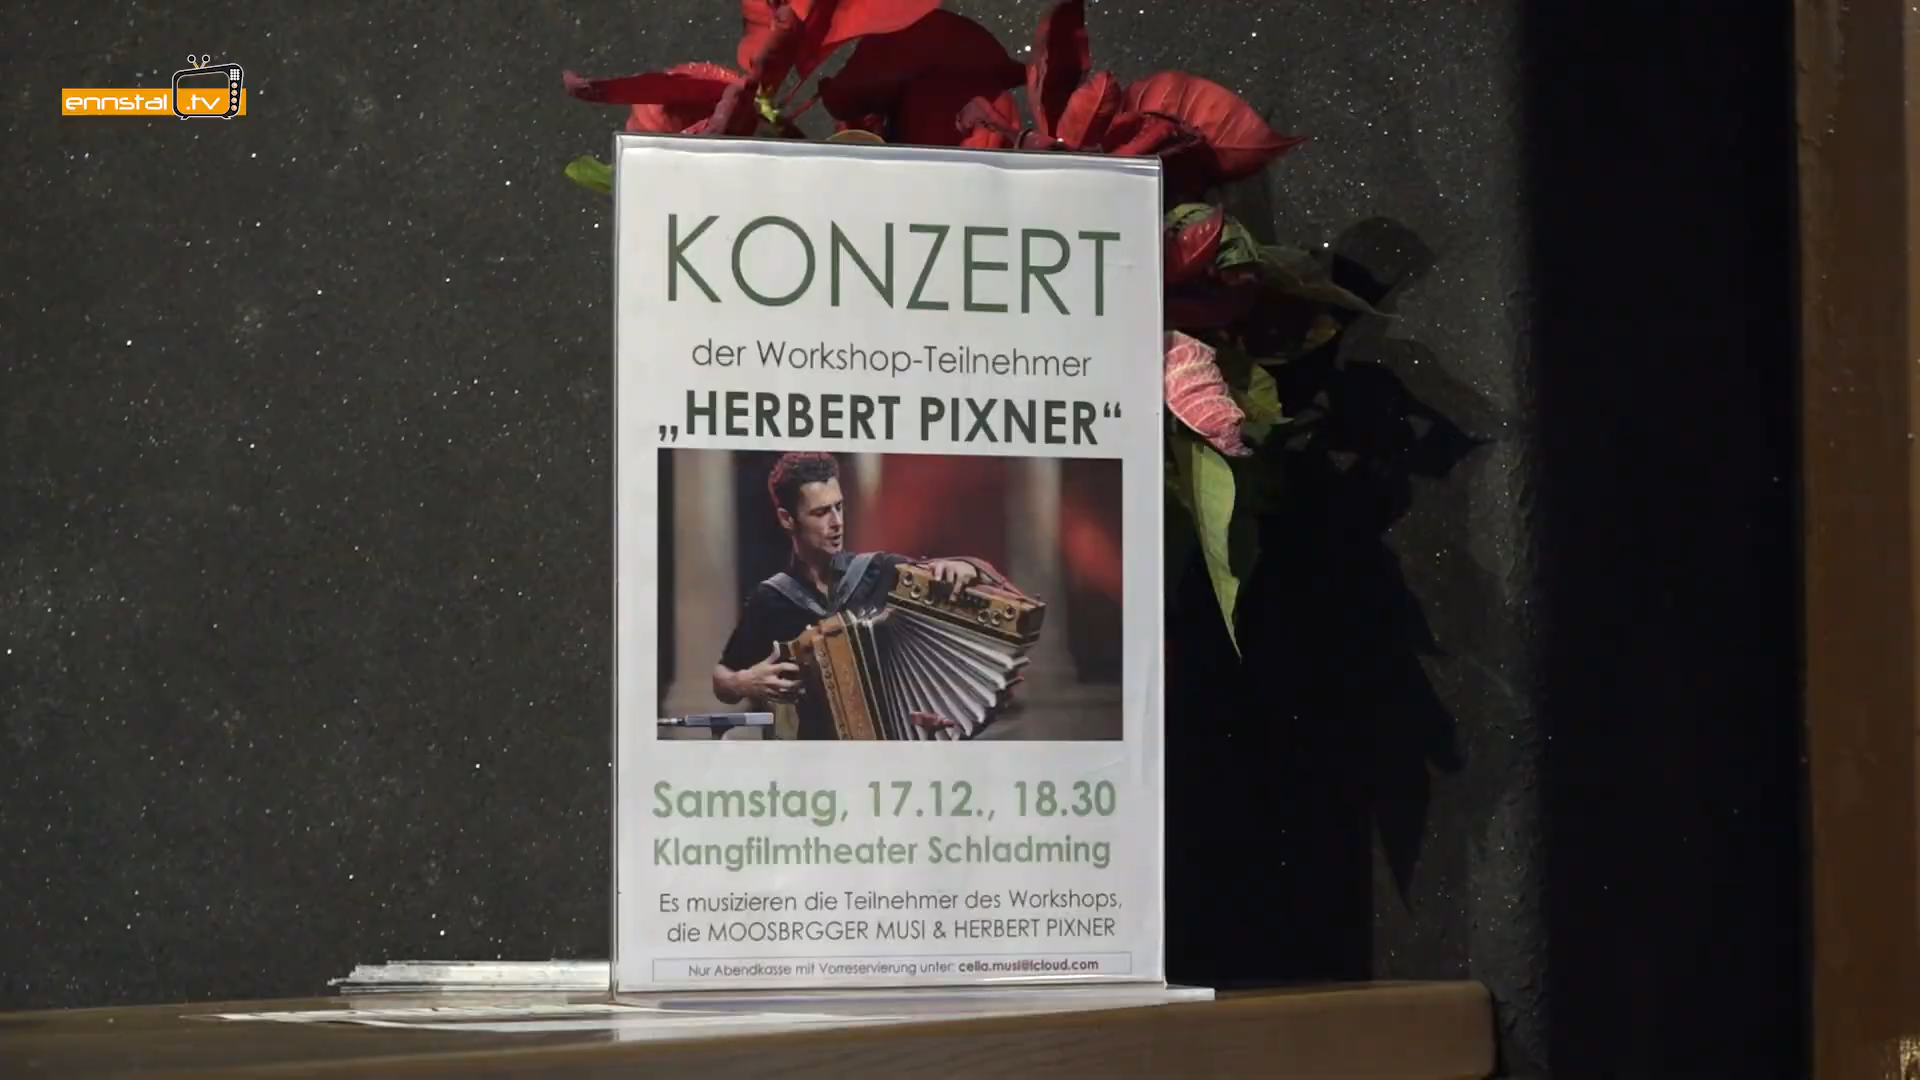 ennstal .tv
KONZERT
der Workshop-Teilnehmer
„HERBERT PIXNER“
Samstag, 17.12., 18.30
Klangfilmtheater Schladming
Es musizieren die Teilnehmer des Workshops,
die MOOSBRGGER MUSI & HERBERT PIXNER
Nur Abendkasse mit Vorreservierung unter: cella.musi@icloud.com